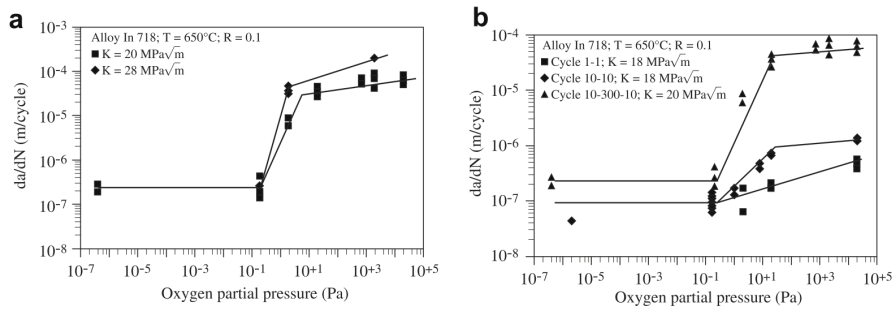 a
10-3
10-4
10-5
10-6
10-7
10-8
da/dN (m/cycle)
Alloy In 718; T = 650°C; R = 0.1
K = 20 MPa√m
K = 28 MPa√m
10-7 10-5 10-3 10-1 10+1 10+3 10+5
Oxygen partial pressure (Pa)
b
10-4
10-5
10-6
10-7
10-8
da/dN (m/cycle)
Alloy In 718; T = 650°C; R = 0.1
Cycle 1-1; K = 18 MPa√m
Cycle 10-10; K = 18 MPa√m
Cycle 10-300-10; K = 20 MPa√m
10-7 10-5 10-3 10-1 10+1 10+3 10+5
Oxygen partial pressure (Pa)